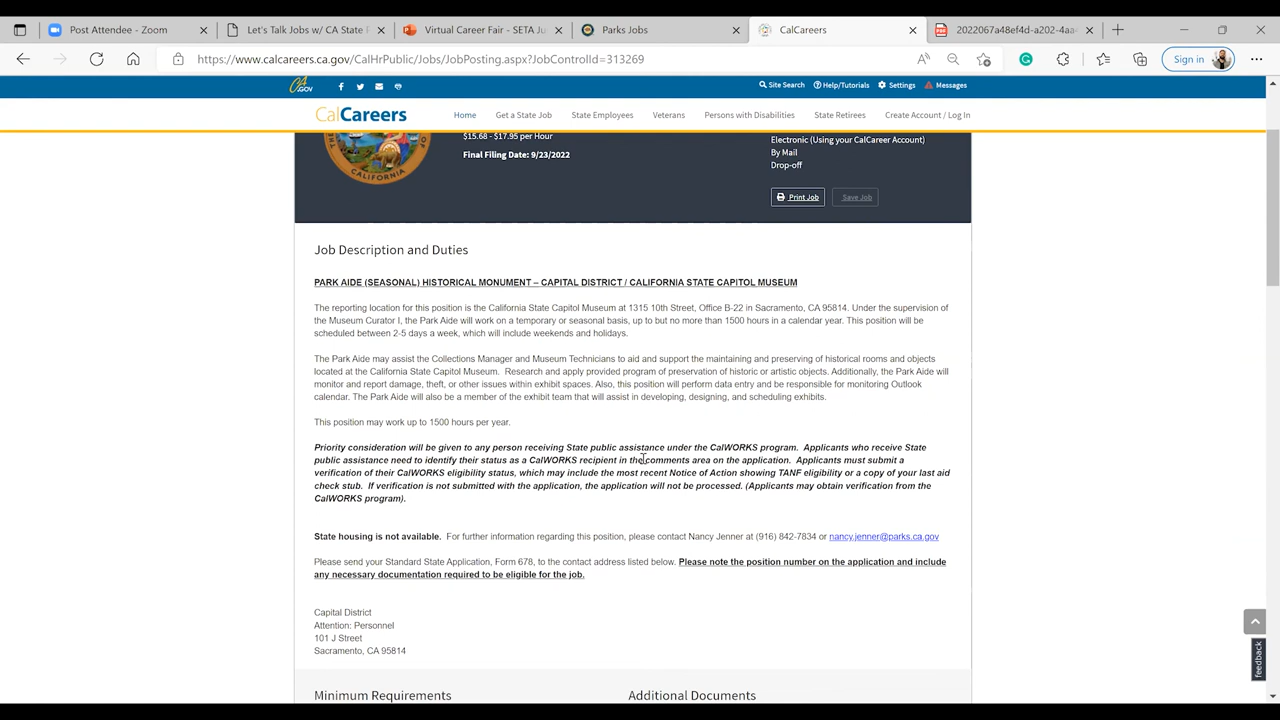 Post Attendee - Zoom
Let's Talk Jobs w/ CA State F
Virtual Career Fair - SETA Ju
Parks Jobs
CalCareers
2022067a48ef4d-a202-4aa
https://www.calcareers.ca.gov/CalHrPublic/Jobs/JobPosting.aspx?JobControlId=313269
Sign in
CA.GOV
Site Search
Help/Tutorials
Settings
Messages
CalCareers
Home
Get a State Job
State Employees
Veterans
Persons with Disabilities
State Retirees
Create Account / Log In
CALIFORNIA
$15.68 - $17.95 per Hour
Final Filing Date: 9/23/2022
Electronic (Using your CalCareer Account)
By Mail
Drop-off
Print Job
Save Job
Job Description and Duties
PARK AIDE (SEASONAL) HISTORICAL MONUMENT – CAPITAL DISTRICT / CALIFORNIA STATE CAPITOL MUSEUM
The reporting location for this position is the California State Capitol Museum at 1315 10th Street, Office B-22 in Sacramento, CA 95814. Under the supervision of
the Museum Curator I, the Park Aide will work on a temporary or seasonal basis, up to but no more than 1500 hours in a calendar year. This position will be
scheduled between 2-5 days a week, which will include weekends and holidays.
The Park Aide may assist the Collections Manager and Museum Technicians to aid and support the maintaining and preserving of historical rooms and objects
located at the California State Capitol Museum. Research and apply provided program of preservation of historic or artistic objects. Additionally, the Park Aide will
monitor and report damage, theft, or other issues within exhibit spaces. Also, this position will perform data entry and be responsible for monitoring Outlook
calendar. The Park Aide will also be a member of the exhibit team that will assist in developing, designing, and scheduling exhibits.
This position may work up to 1500 hours per year.
Priority consideration will be given to any person receiving State public assistance under the CalWORKS program. Applicants who receive State
public assistance need to identify their status as a CalWORKS recipient in the comments area on the application. Applicants must submit a
verification of their CalWORKS eligibility status, which may include the most recent Notice of Action showing TANF eligibility or a copy of your last aid
check stub. If verification is not submitted with the application, the application will not be processed. (Applicants may obtain verification from the
CalWORKS program).
State housing is not available. For further information regarding this position, please contact Nancy Jenner at (916) 842-7834 or nancy.jenner@parks.ca.gov
Please send your Standard State Application, Form 678, to the contact address listed below. Please note the position number on the application and include
any necessary documentation required to be eligible for the job.
Capital District
Attention: Personnel
101 J Street
Sacramento, CA 95814
feedback
Minimum Requirements
Additional Documents